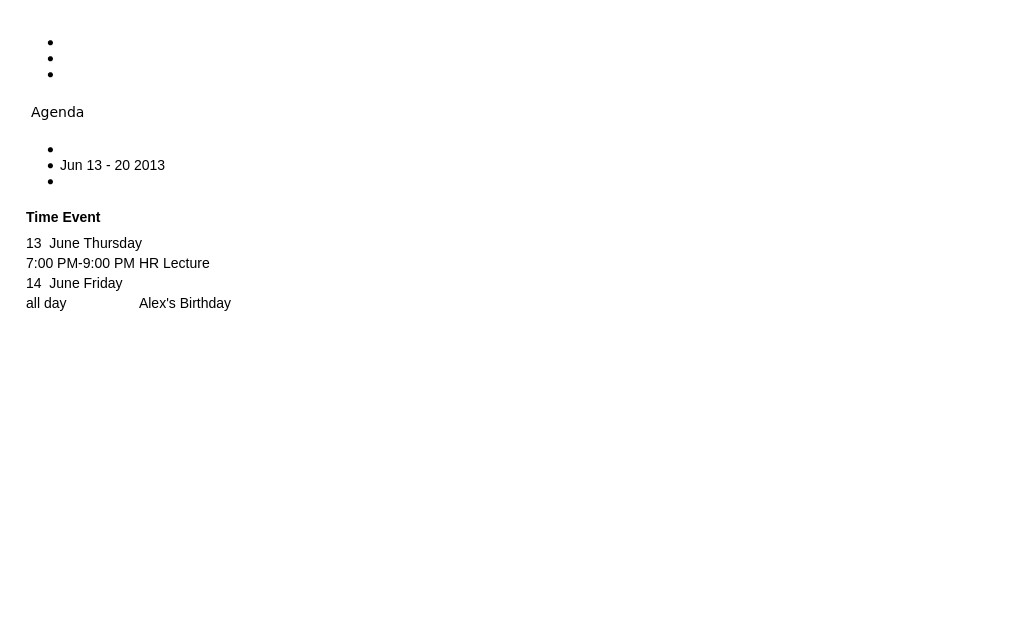 Agenda
Jun 13 - 20 2013
Time Event
13  June Thursday
7:00 PM-9:00 PM HR Lecture
14  June Friday
all day Alex's Birthday